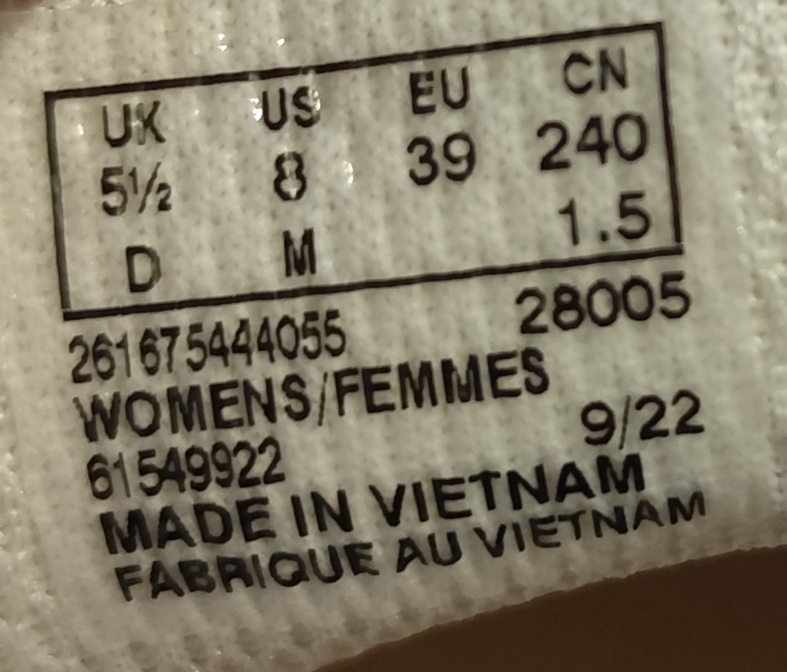 UK US EU CN
5½ 8 39 240
D M 1.5
261675444055 28005
WOMENS/FEMMES
61549922 9/22
MADE IN VIETNAM
FABRIQUE AU VIETNAM